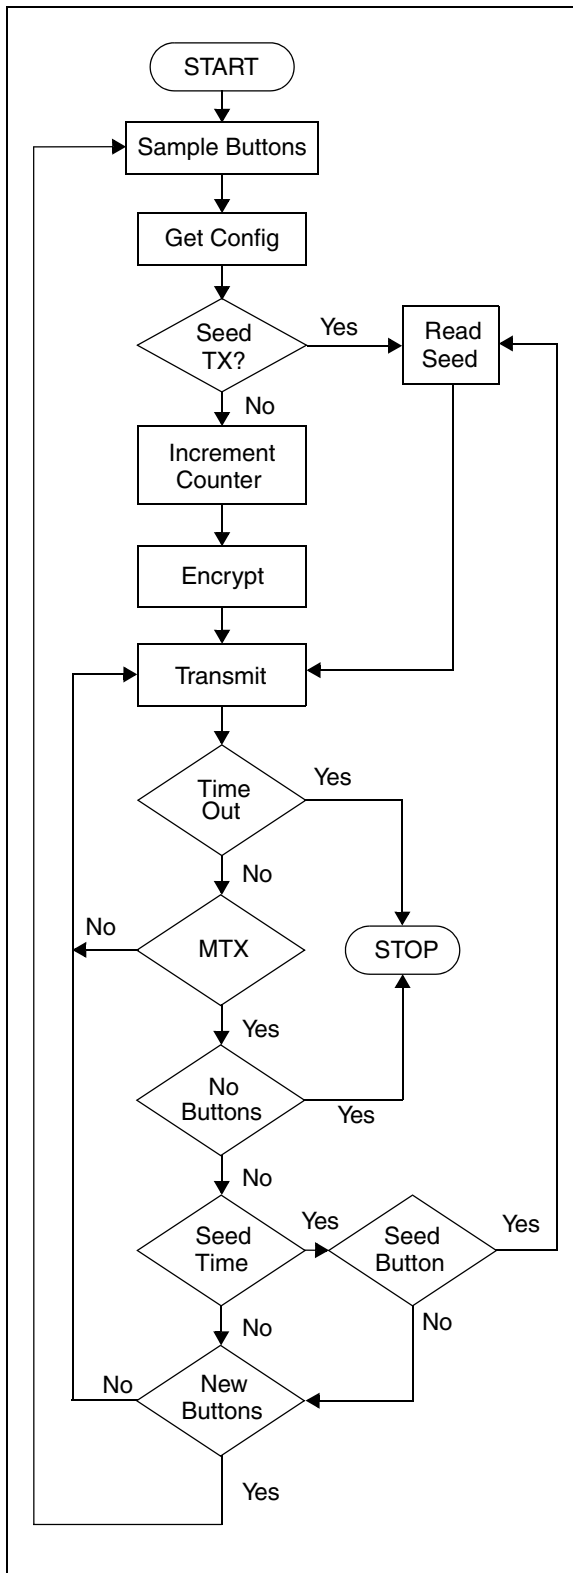 START
Sample Buttons
Get Config
Seed
TX?
Yes
Read
Seed
No
Increment
Counter
Encrypt
Transmit
Time
Out
Yes
No
MTX
No
STOP
Yes
No
Buttons
Yes
No
Seed
Time
Yes
Seed
Button
Yes
No
No
New
Buttons
No
Yes